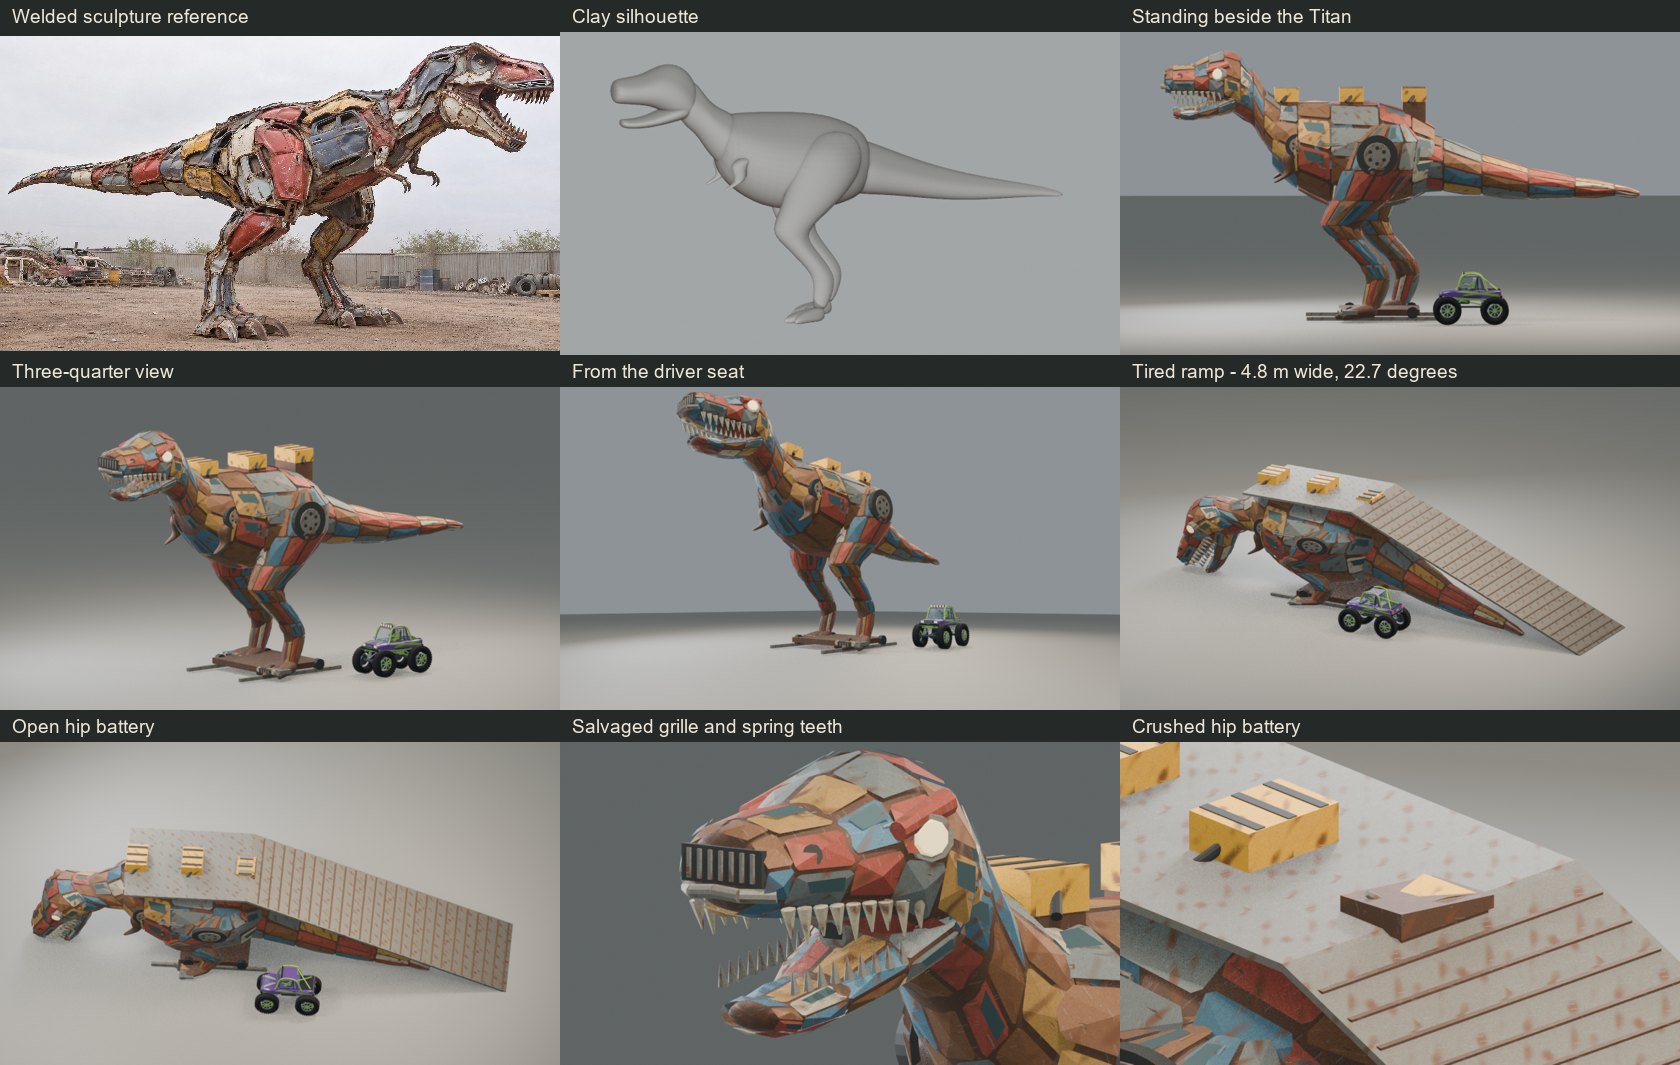 Welded sculpture reference
Clay silhouette
Standing beside the Titan
Three-quarter view
From the driver seat
Tired ramp - 4.8 m wide, 22.7 degrees
Open hip battery
Salvaged grille and spring teeth
Crushed hip battery